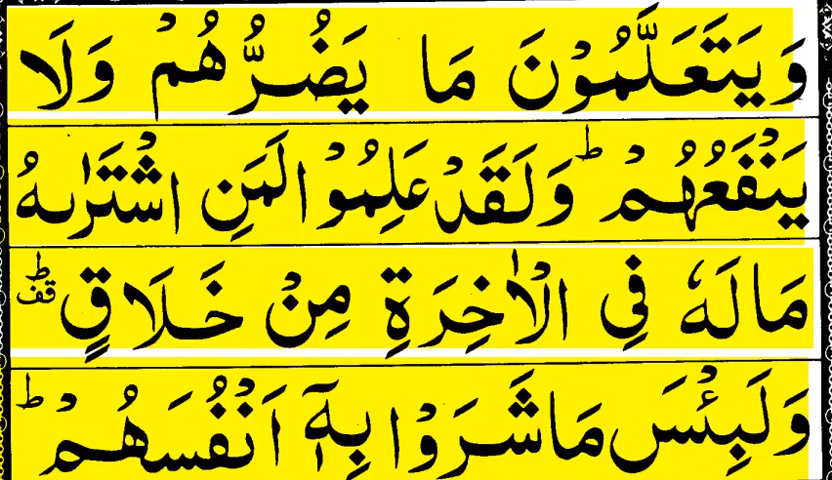 وَيَتَعَلَّمُوْنَ مَا يَضُرُّهُمْ وَلَا
يَنْفَعُهُمْ ؕ وَلَقَدْ عَلِمُوْا لَمَنِ اشْتَرٰىهُ
مَا لَهٗ فِي الْاٰخِرَةِ مِنْ خَلَاقٍ ؕ قف
وَلَبِئْسَ مَا شَرَوْا بِهٖٓ اَنْفُسَهُمْ ؕ